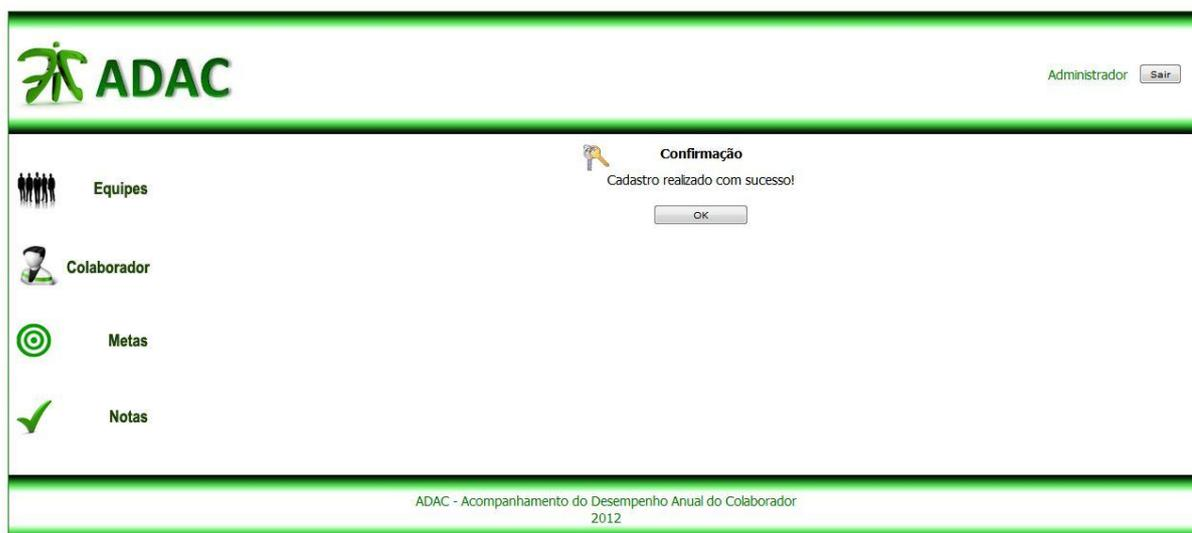 ADAC
Administrador Sair
Confirmação
Cadastro realizado com sucesso!
OK
Equipes
Colaborador
Metas
Notas
ADAC - Acompanhamento do Desempenho Anual do Colaborador
2012